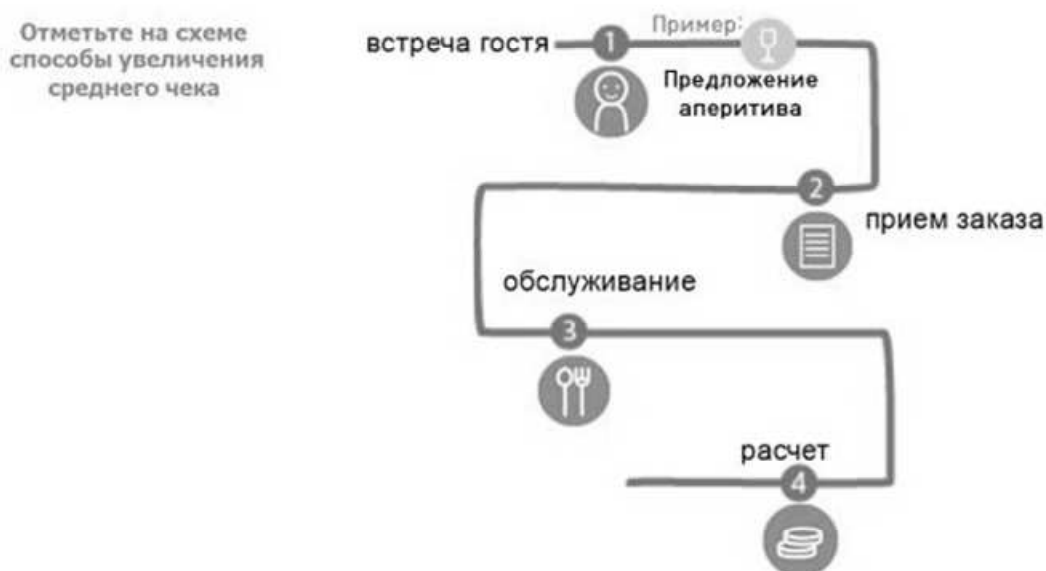 Отметьте на схеме
способы увеличения
среднего чека
встреча гостя
1
Пример:
Предложение
аперитива
2
прием заказа
обслуживание
3
расчет
4